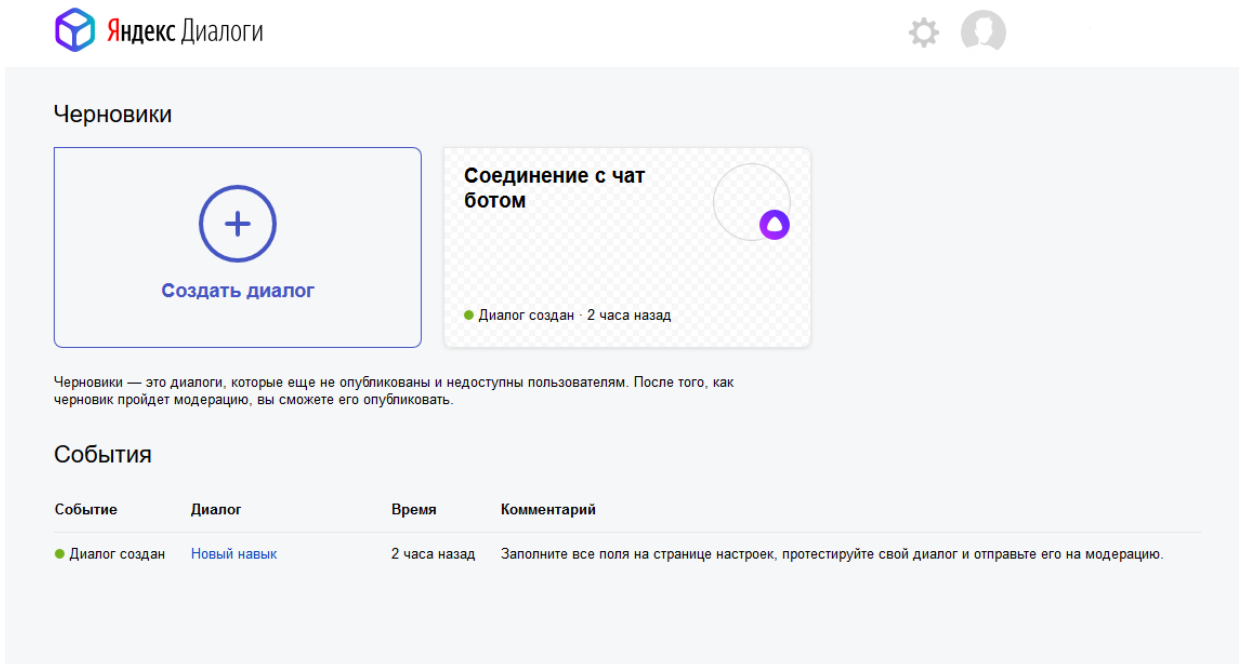 Яндекс Диалоги
Черновики
Соединение с чат
ботом
Создать диалог
Диалог создан · 2 часа назад
Черновики — это диалоги, которые еще не опубликованы и недоступны пользователям. После того, как
черновик пройдет модерацию, вы сможете его опубликовать.
События
Событие Диалог Время Комментарий
Диалог создан Новый навык 2 часа назад Заполните все поля на странице настроек, протестируйте свой диалог и отправьте его на модерацию.